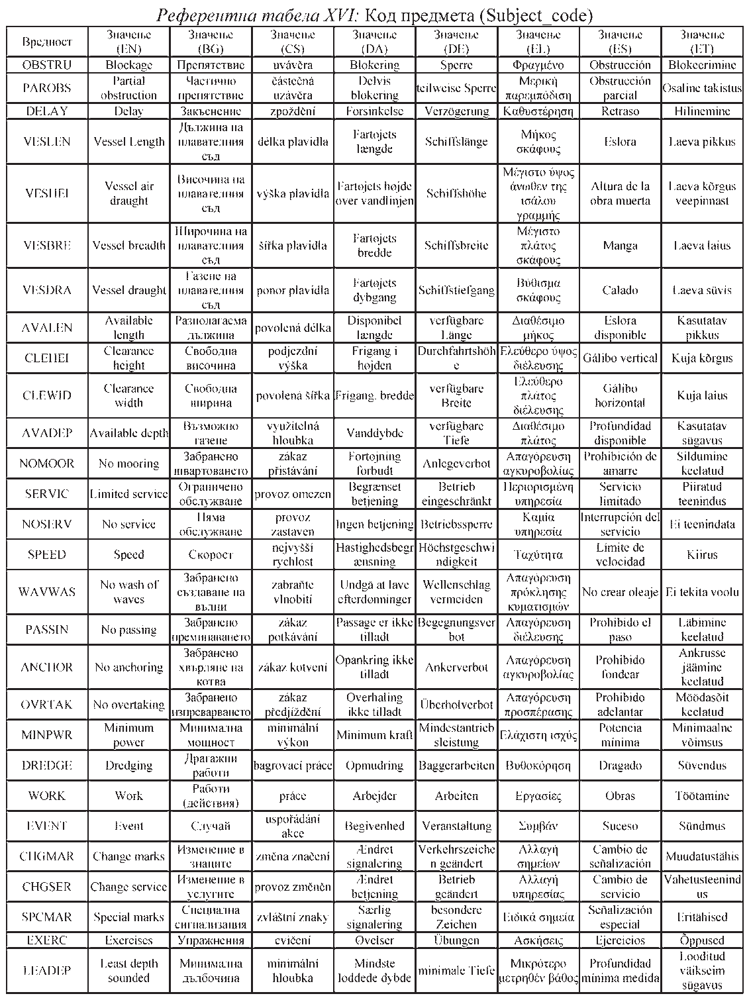 Референтна табела XVI: Код предмета (Subject_code)
Вредност Значење (EN) Значење (BG) Значење (CS) Значење (DA) Значење (DE) Значење (EL) Значење (ES) Значење (ET)
OBSTRU Blockage Препятствие uvávěra Blokering Sperre Φραγμένο Obstrucción Blokeerimine
PAROBS Partial obstruction Частично препятствие částečná uzávěra Delvis blokering teilweise Sperre Μερική παρεμπόδιση Obstrucción parcial Osaline takistus
DELAY Delay Закъснение zpoždění Forsinkelse Verzögerung Καθυστέρηση Retraso Hilinemine
VESLEN Vessel Length Дължина на плавателния съд délka plavidla Fartøjets længde Schiffslänge Μήκος σκάφους Eslora Laeva pikkus
VESHEI Vessel air draught Височина на плавателния съд výška plavidla Fartøjets højde over vandlinjen Schiffshöhe Μέγιστο ύψος άνωθεν της ισάλου γραμμής Altura de la obra muerta Laeva kõrgus veepinnast
VESBRE Vessel breadth Широчина на плавателния съд šířka plavidla Fartøjets bredde Schiffsbreite Μέγιστο πλάτος σκάφους Manga Laeva laius
VESDRA Vessel draught Газене на плавателния съд ponor plavidla Fartøjets dybgang Schiffstiefgang Βύθισμα σκάφους Calado Laeva süvis
AVALEN Available length Разполагаема дължина povolená délka Disponibel længde verfügbare Länge Διαθέσιμο μήκος Eslora disponible Kasutatav pikkus
CLEHEI Clearance height Свободна височина podjezdní výška Frigang i højden Durchfahrtshöh e Ελεύθερο ύψος διέλευσης Gálibo vertical Kuja kõrgus
CLEWID Clearance width Свободна ширина povolená šířka Frigang. bredde verfügbare Breite Ελεύθερο πλάτος διέλευσης Gálibo horizontal Kuja laius
AVADEP Available depth Възможно газене využitelná hloubka Vanddybde verfügbare Tiefe Διαθέσιμο πλάτος Profundidad disponible Kasutatav sügavus
NOMOOR No mooring Забранено швартоването zákaz přistávání Fortøjning forbudt Anlegeverbot Απαγόρευση αγκυροβολίας Prohibición de amarre Sildumine keelatud
SERVIC Limited service Ограничено обслужване provoz omezen Begrænset betjening Betrieb eingeschränkt Περιορισμένη υπηρεσία Servicio limitado Piiratud teenindus
NOSERV No service Няма обслужване provoz zastaven Ingen betjening Betriebssperre Καμία υπηρεσία Interrupción del servicio Ei teenindata
SPEED Speed Скорост nejvyšší rychlost Hastighedsbegr ænsning Höchstgeschwi ndigkeit Ταχύτητα Límite de velocidad Kiirus
WAVWAS No wash of waves Забранено създаване на вълни zabraňte vlnobití Undgå at lave efterdønninger Wellenschlag vermeiden Απαγόρευση πρόκλησης κυματισμών No crear oleaje Ei tekita voolu
PASSIN No passing Забранено преминаването zákaz potkávání Passage er ikke tilladt Begegnungsver bot Απαγόρευση διέλευσης Prohibido el paso Läbimine keelatud
ANCHOR No anchoring Забранено хвърляне на котва zákaz kotvení Opankring ikke tilladt Ankerverbot Απαγόρευση αγκυροβολίας Prohibido fondear Ankrusse jäämine keelatud
OVRTAK No overtaking Забранено изпреварването zákaz předjíždění Overhaling ikke tilladt Überholverbot Απαγόρευση προσπέρασης Prohibido adelantar Möödasõit keelatud
MINPWR Minimum power Минимална мощност minimální výkon Minimum kraft Mindestantrieb sleistung Ελάχιστη ισχύς Potencia mínima Minimaalne võimsus
DREDGE Dredging Драгажни работи bagrovací práce Opmudring Baggerarbeiten Βυθοκόρηση Dragado Süvendus
WORK Work Работи (действия) práce Arbejder Arbeiten Εργασίες Obras Töötamine
EVENT Event Случай uspořádání akce Begivenhed Veranstaltung Συμβάν Suceso Sündmus
CHGMAR Change marks Изменение в знаците změna značení Ændret signalering Verkehrszeiche n geändert Αλλαγή σημείων Cambio de señalización Muudatustähis
CHGSER Change service Изменение в услугите provoz změněn Ændret betjening Betrieb geändert Αλλαγή υπηρεσίας Cambio de servicio Vahetusteenind us
SPCMAR Special marks Специална сигнализация zvláštní znaky Særlig signalering besondere Zeichen Ειδικά σημεία Señalización especial Eritähised
EXERC Exercises Упражнения cvičení Øvelser Übungen Ασκήσεις Ejercicios Õppused
LEADEP Least depth sounded Минимална дълбочина minimální hloubka Mindste loddede dybde minimale Tiefe Μικρότερο μετρηθέν βάθος Profundidad mínima medida Looditud väikseim sügavus